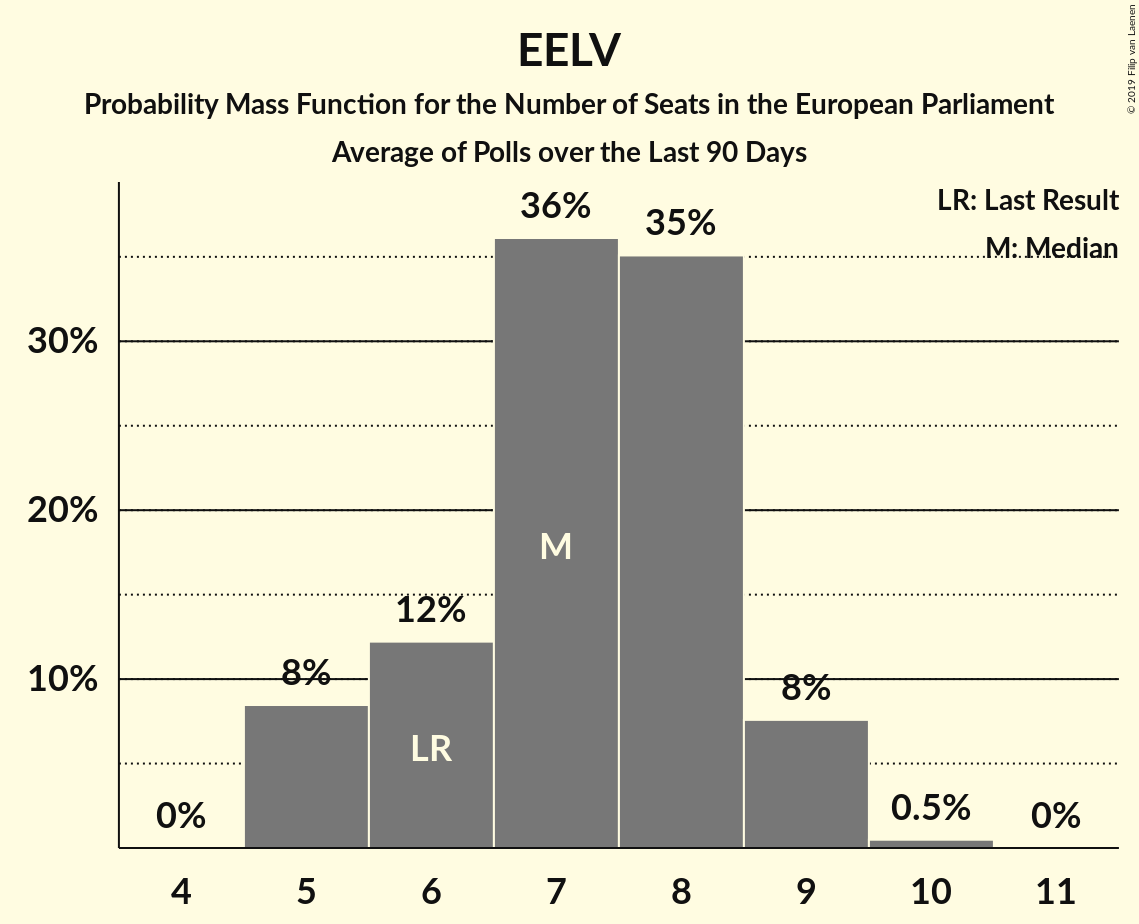 EELV
Probability Mass Function for the Number of Seats in the European Parliament
Average of Polls over the Last 90 Days
© 2019 Filip van Laenen
LR: Last Result
M: Median
36%
35%
30%
20%
M
12%
10%
8%
8%
LR
0%
0.5%
0%
4 5 6 7 8 9 10 11